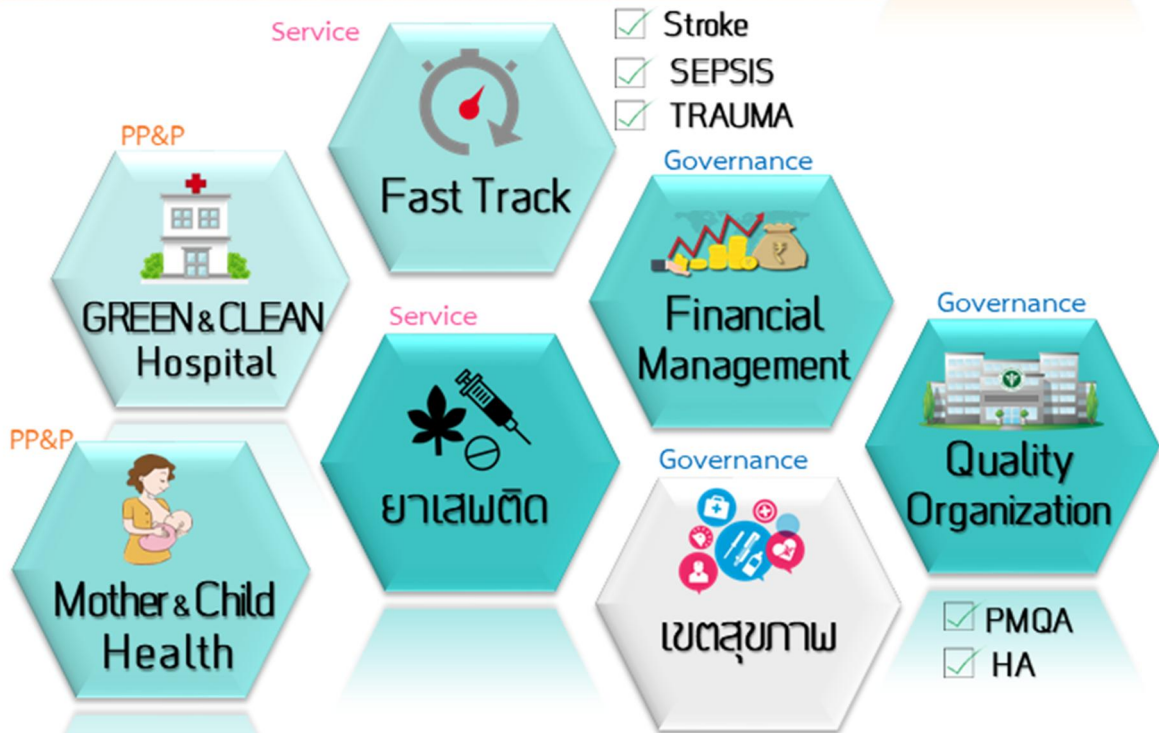 Service
Fast Track
Stroke
SEPSIS
TRAUMA
PP&P
GREEN & CLEAN
Hospital
Governance
Financial
Management
Service
ยาเสพติด
Governance
Quality
Organization
PMQA
HA
PP&P
Mother & Child
Health
Governance
เขตสุขภาพ